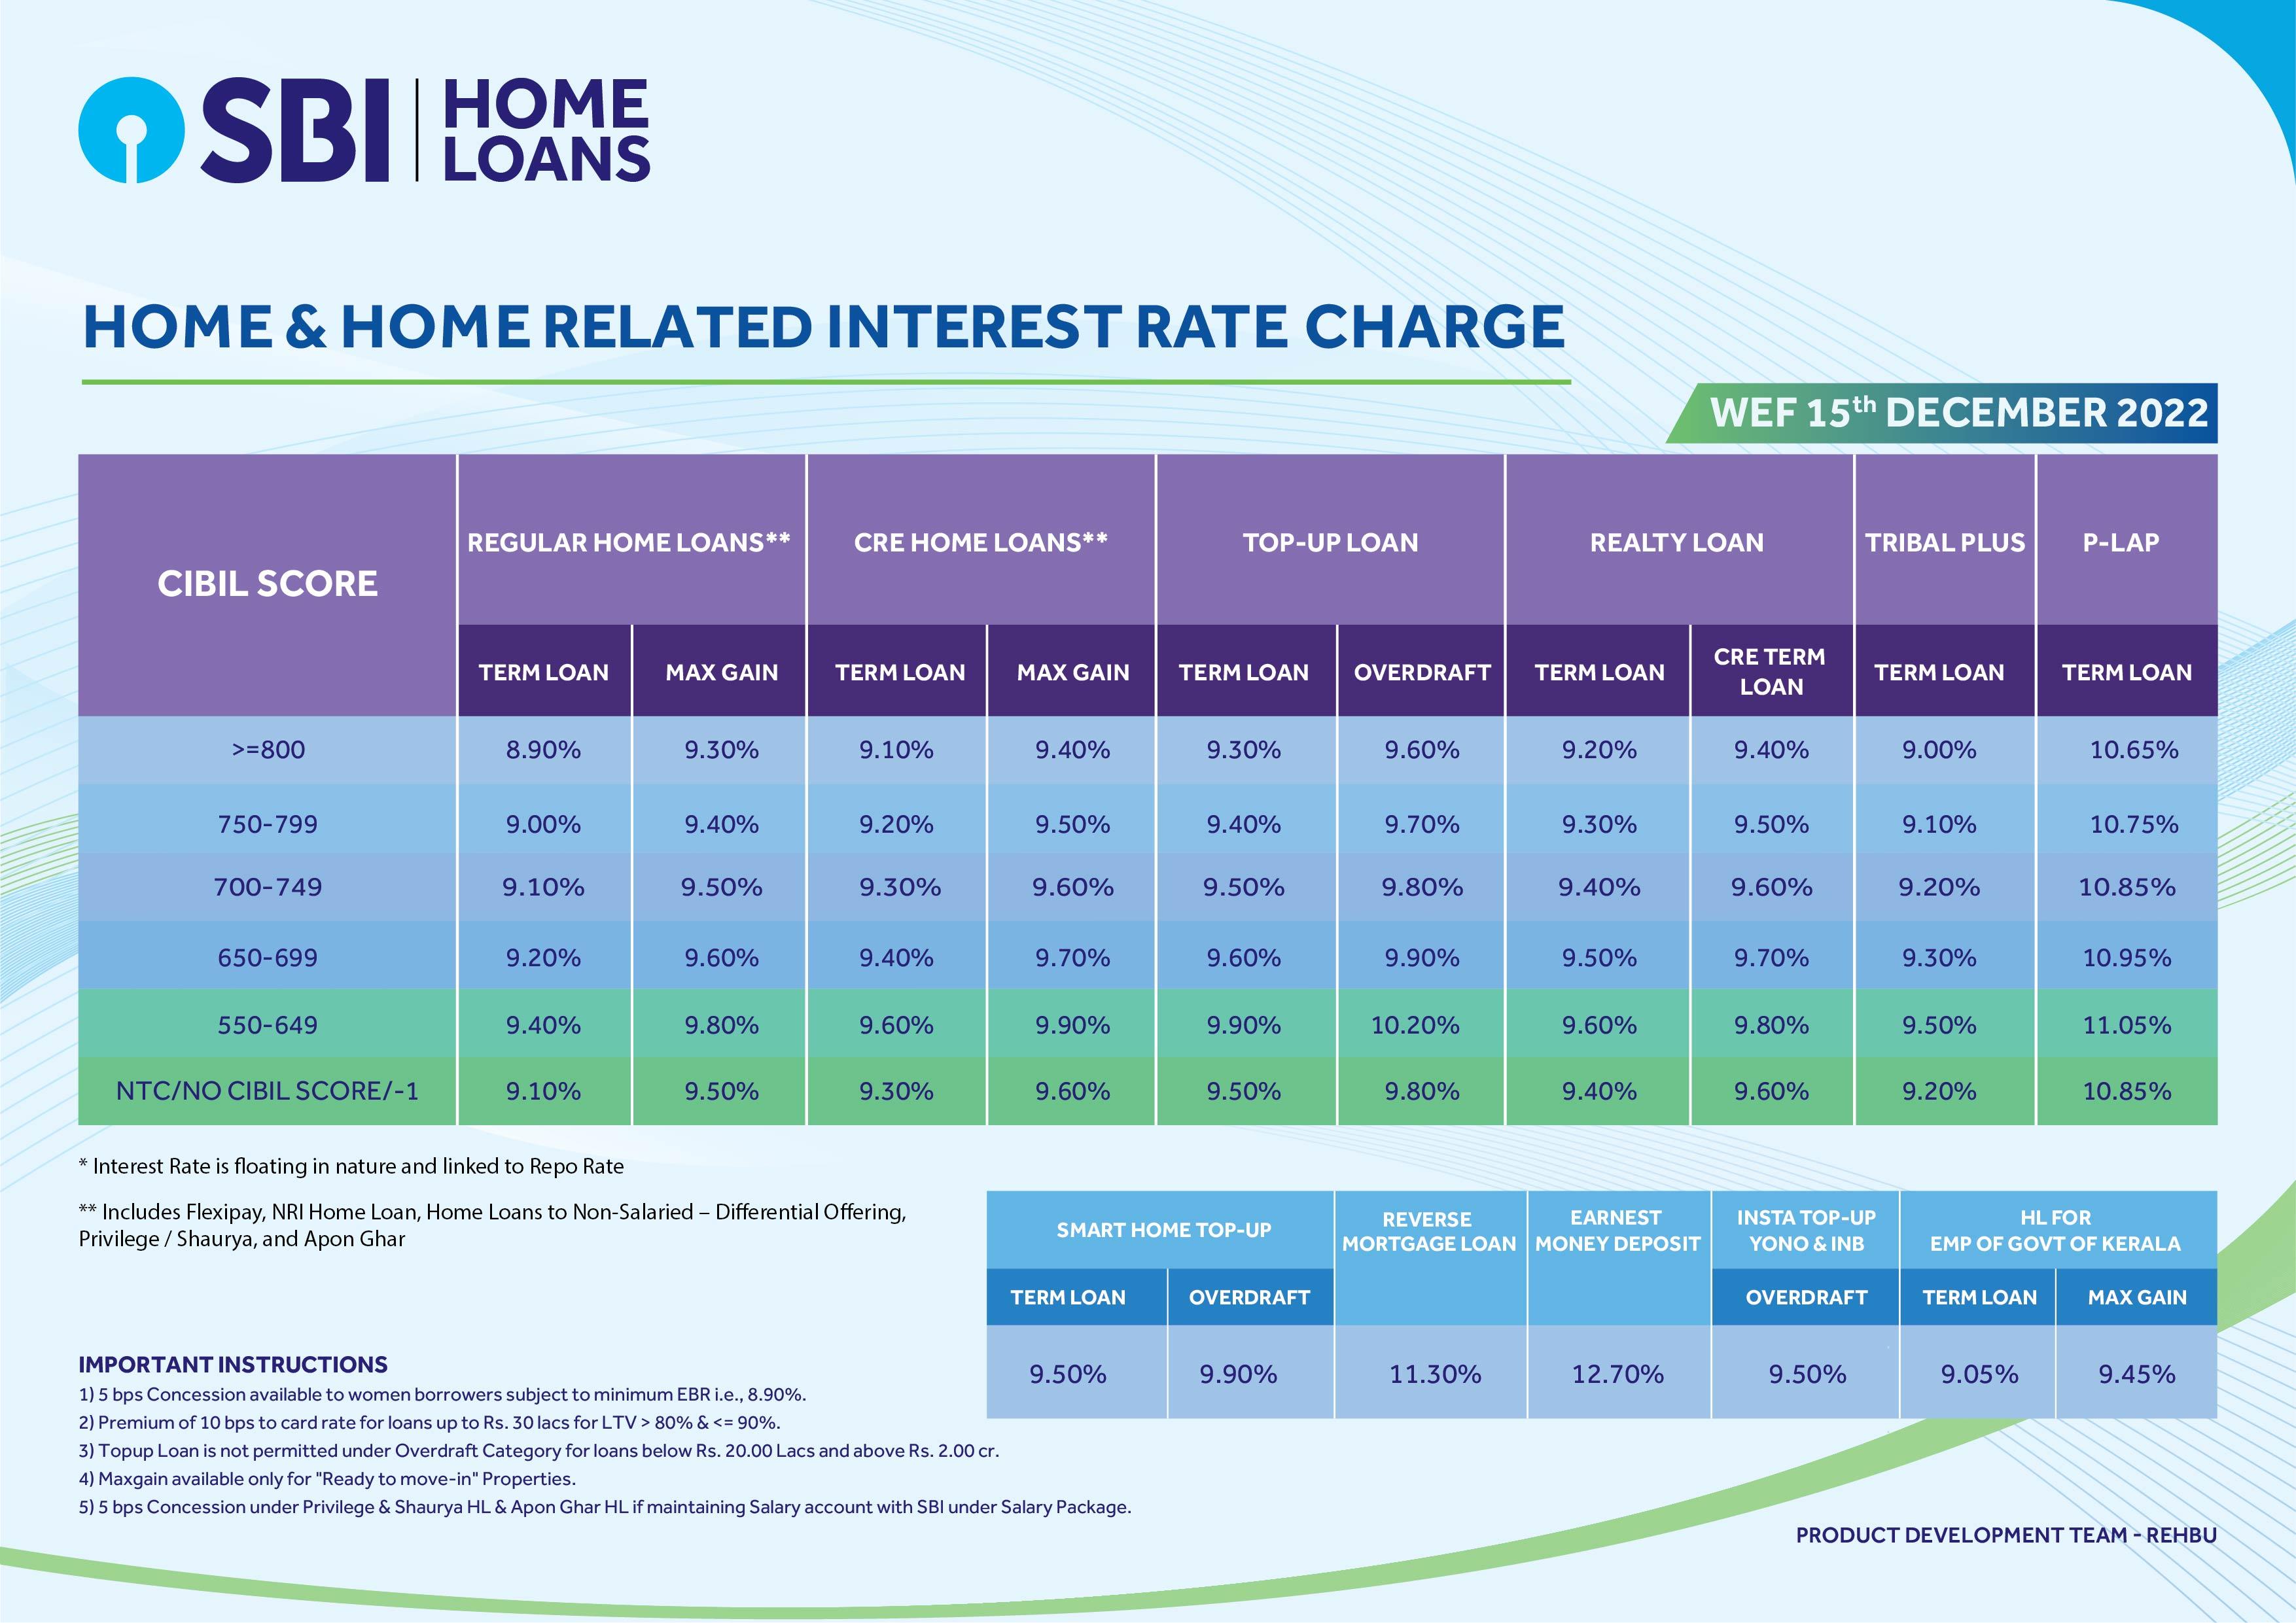 SBI
HOME
LOANS
HOME & HOME RELATED INTEREST RATE CHARGE
WEF 15th DECEMBER 2022
CIBIL SCORE REGULAR HOME LOANS** CRE HOME LOANS** TOP-UP LOAN REALTY LOAN TRIBAL PLUS P-LAP
TERM LOAN MAX GAIN TERM LOAN MAX GAIN TERM LOAN OVERDRAFT TERM LOAN CRE TERM LOAN TERM LOAN TERM LOAN
>=800 8.90% 9.30% 9.10% 9.40% 9.30% 9.60% 9.20% 9.40% 9.00% 10.65%
750-799 9.00% 9.40% 9.20% 9.50% 9.40% 9.70% 9.30% 9.50% 9.10% 10.75%
700-749 9.10% 9.50% 9.30% 9.60% 9.50% 9.80% 9.40% 9.60% 9.20% 10.85%
650-699 9.20% 9.60% 9.40% 9.70% 9.60% 9.90% 9.50% 9.70% 9.30% 10.95%
550-649 9.40% 9.80% 9.60% 9.90% 9.90% 10.20% 9.60% 9.80% 9.50% 11.05%
NTC/NO CIBIL SCORE/-1 9.10% 9.50% 9.30% 9.60% 9.50% 9.80% 9.40% 9.60% 9.20% 10.85%
* Interest Rate is floating in nature and linked to Repo Rate
** Includes Flexipay, NRI Home Loan, Home Loans to Non-Salaried – Differential Offering,
Privilege / Shaurya, and Apon Ghar
SMART HOME TOP-UP REVERSE MORTGAGE LOAN EARNEST MONEY DEPOSIT INSTA TOP-UP YONO & INB HL FOR EMP OF GOVT OF KERALA
TERM LOAN OVERDRAFT OVERDRAFT TERM LOAN MAX GAIN
9.50% 9.90% 11.30% 12.70% 9.50% 9.05% 9.45%
IMPORTANT INSTRUCTIONS
1) 5 bps Concession available to women borrowers subject to minimum EBR i.e., 8.90%.
2) Premium of 10 bps to card rate for loans up to Rs. 30 lacs for LTV > 80% & <= 90%.
3) Topup Loan is not permitted under Overdraft Category for loans below Rs. 20.00 Lacs and above Rs. 2.00 cr.
4) Maxgain available only for "Ready to move-in" Properties.
5) 5 bps Concession under Privilege & Shaurya HL & Apon Ghar HL if maintaining Salary account with SBI under Salary Package.
PRODUCT DEVELOPMENT TEAM - REHBU